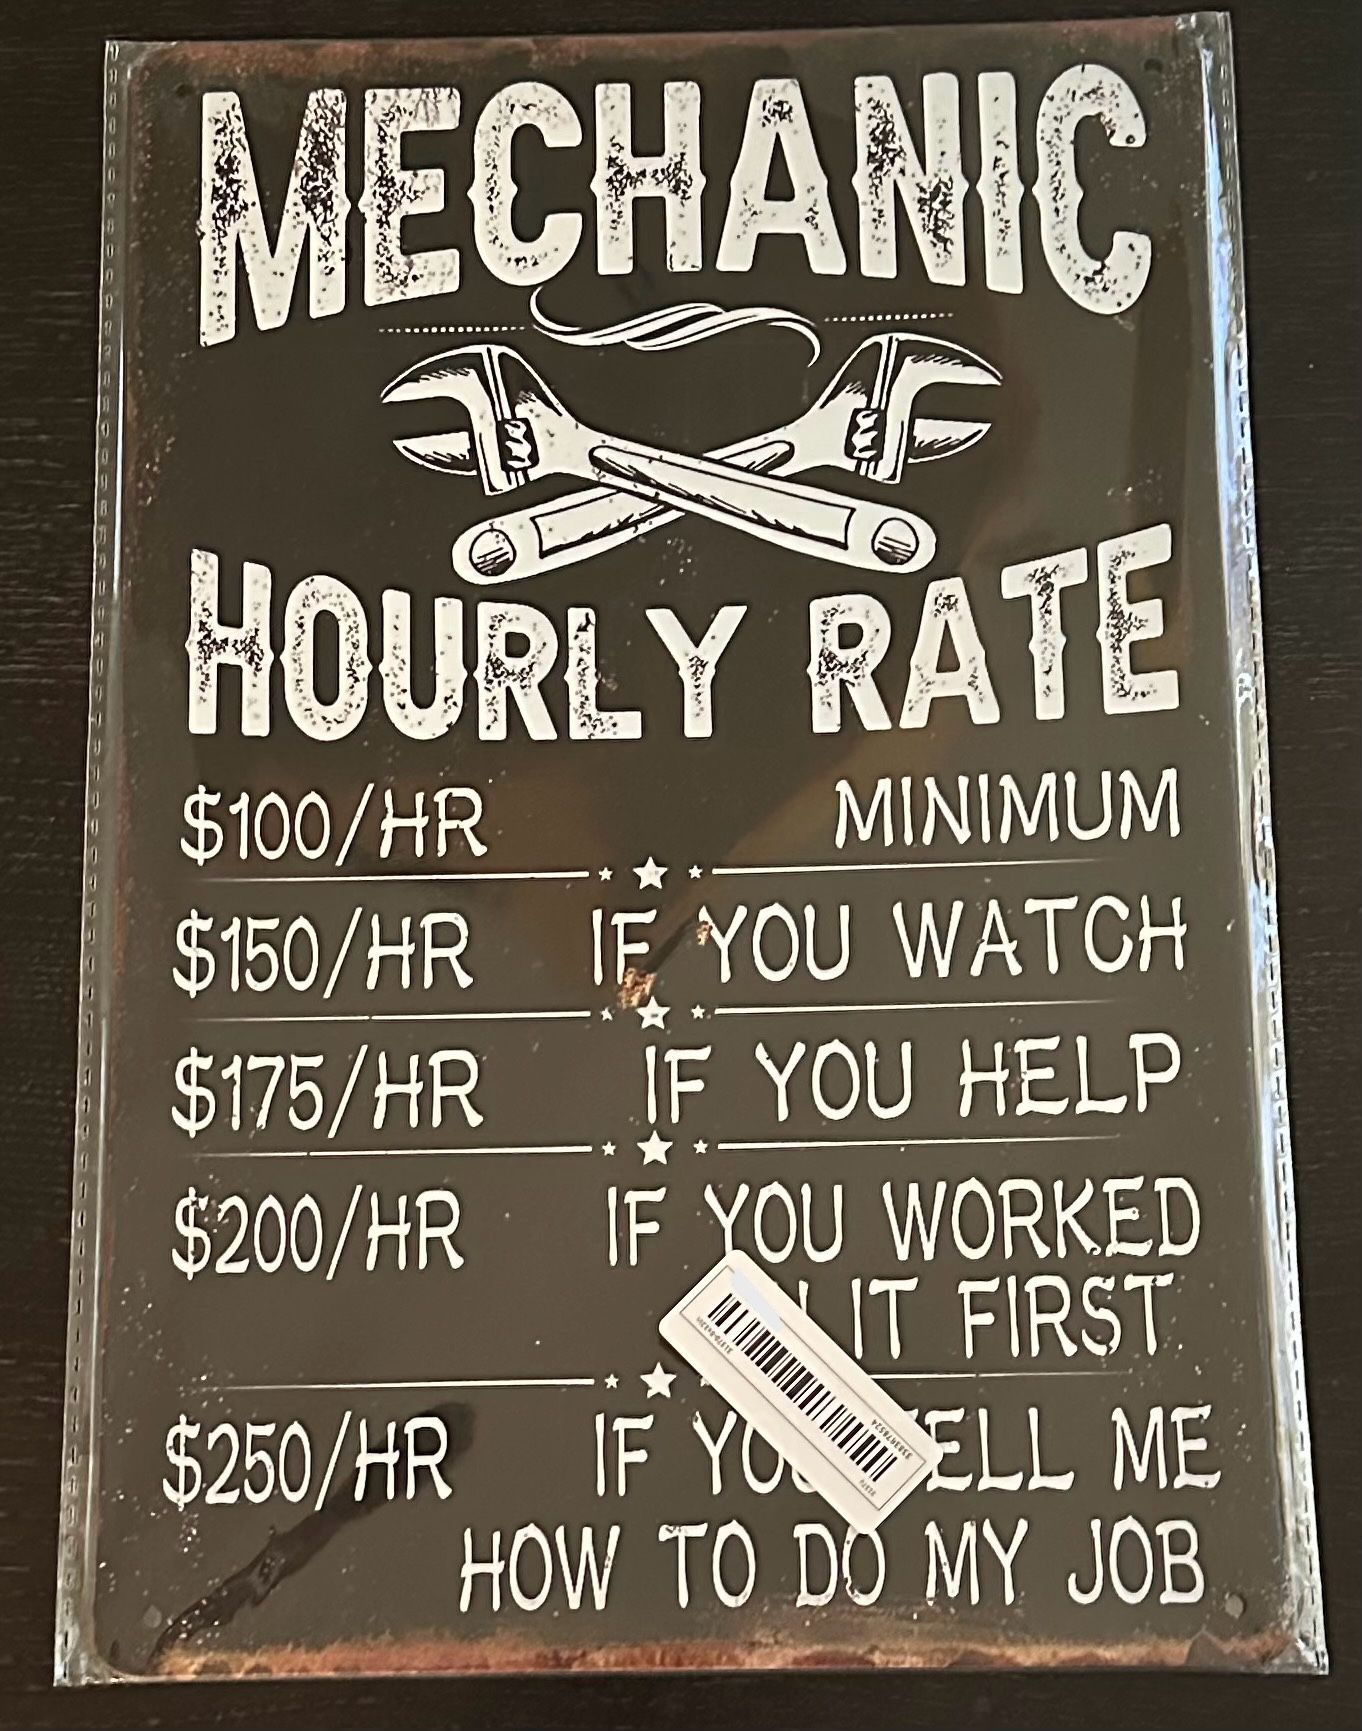 MECHANIC
HOURLY RATE
$100/HR MINIMUM
$150/HR IF YOU WATCH
$175/HR IF YOU HELP
$200/HR IF YOU WORKED
IT FIRST
$250/HR IF ME
HOW TO DO MY JOB